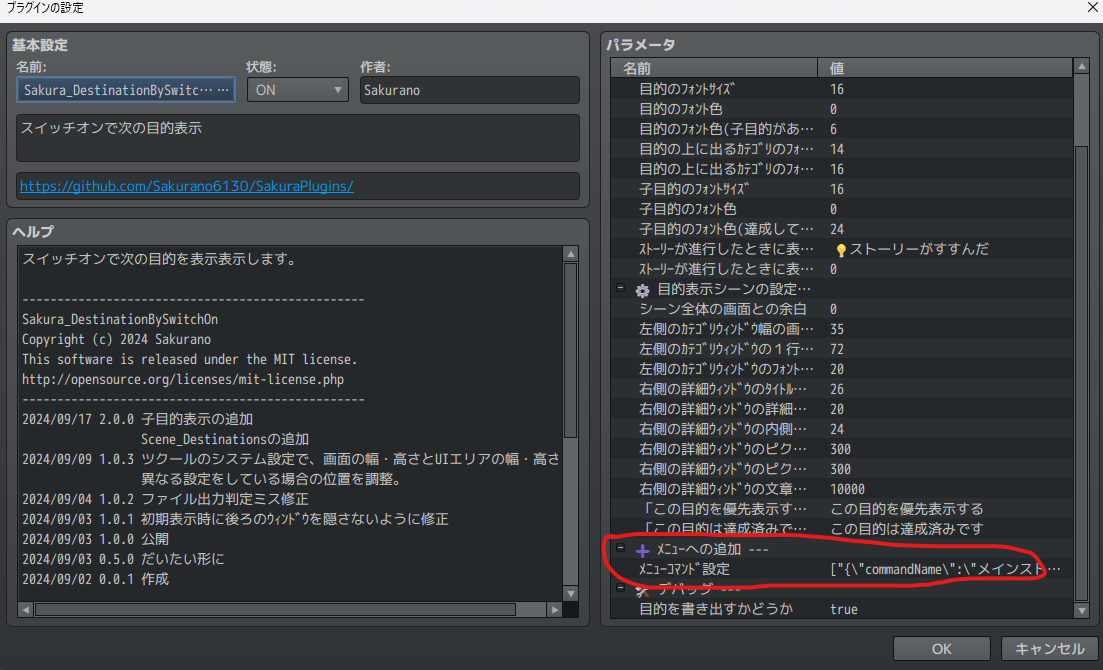 プラグインの設定
基本設定
名前:
状態:
作者:
Sakura_DestinationBySwitc… …
ON
Sakurano
スイッチオンで次の目的表示
https://github.com/Sakurano6130/SakuraPlugins/
ヘルプ
スイッチオンで次の目的を表示表示します。
-------------------------------------------------
Sakura_DestinationBySwitchOn
Copyright (c) 2024 Sakurano
This software is released under the MIT license.
http://opensource.org/licenses/mit-license.php
-------------------------------------------------
2024/09/17 2.0.0 子目的表示の追加
Scene_Destinationsの追加
2024/09/09 1.0.3 ツクールのシステム設定で、画面の幅・高さとUIエリアの幅・高さ
異なる設定をしている場合の位置を調整。
2024/09/04 1.0.2 ファイル出力判定ミス修正
2024/09/03 1.0.1 初期表示時に後ろのｳｨﾝﾄﾞｳを隠さないように修正
2024/09/03 1.0.0 公開
2024/09/03 0.5.0 だいたい形に
2024/09/02 0.0.1 作成
パラメータ
名前 値
目的のﾌｫﾝﾄｻｲｽﾞ 16
目的のﾌｫﾝﾄ色 0
目的のﾌｫﾝﾄ色(子目的があ… 6
目的の上に出るｶﾃｺﾞﾘのﾌｫ… 14
目的の上に出るｶﾃｺﾞﾘのﾌｫ… 16
子目的のﾌｫﾝﾄｻｲｽﾞ 16
子目的のﾌｫﾝﾄ色 0
子目的のﾌｫﾝﾄ色(達成して… 24
ｽﾄｰﾘｰが進行したときに表… 💡ストーリーがすすんだ
ｽﾄｰﾘｰが進行したときに表… 0
⚙ 目的表示シーンの設定…
シーン全体の画面との余白 0
左側のｶﾃｺﾞﾘｳｨﾝﾄﾞｳ幅の画… 35
左側のｶﾃｺﾞﾘｳｨﾝﾄﾞｳの１行… 72
左側のｶﾃｺﾞﾘｳｨﾝﾄﾞｳのﾌｫﾝﾄ… 20
右側の詳細ｳｨﾝﾄﾞｳのﾀｲﾄﾙ… 26
右側の詳細ｳｨﾝﾄﾞｳの詳細… 20
右側の詳細ｳｨﾝﾄﾞｳの内側… 24
右側の詳細ｳｨﾝﾄﾞｳのピク… 300
右側の詳細ｳｨﾝﾄﾞｳのピク… 300
右側の詳細ｳｨﾝﾄﾞｳの文章… 10000
「この目的を優先表示す… この目的を優先表示する
「この目的は達成済みで… この目的は達成済みです
➕ ﾒﾆｭｰへの追加 ---
ﾒﾆｭｰｺﾏﾝﾄﾞ設定 ["{\"commandName\":\"メインスト…
デバッグ ---
目的を書き出すかどうか true
OK
キャンセル